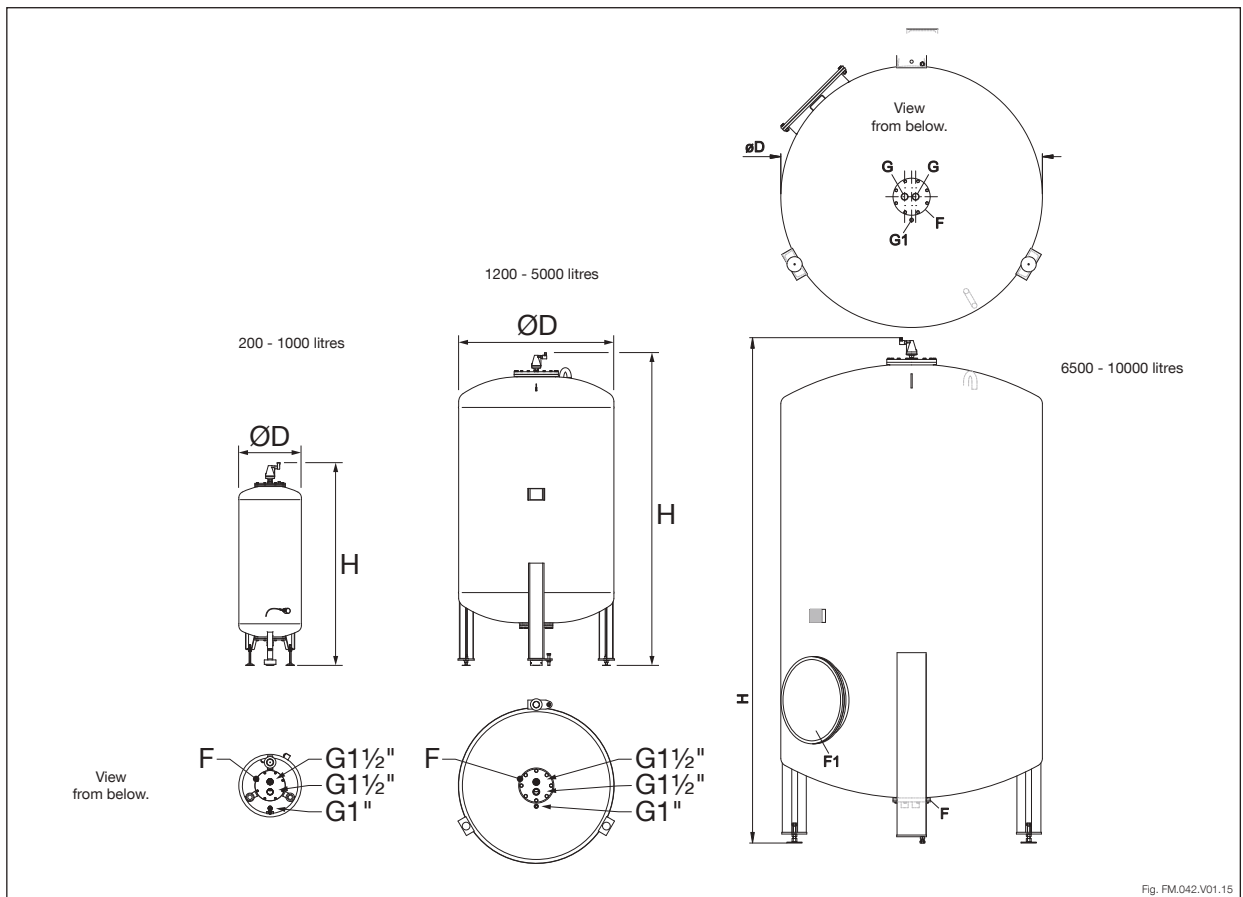 View
from below.
øD
G
G
F
G1
1200 - 5000 litres
ØD
200 - 1000 litres
6500 - 10000 litres
ØD
H
H
H
F1
F
F
G1½"
G1½"
G1"
F
G1½"
G1½"
G1"
View
from below.
Fig. FM.042.V01.15